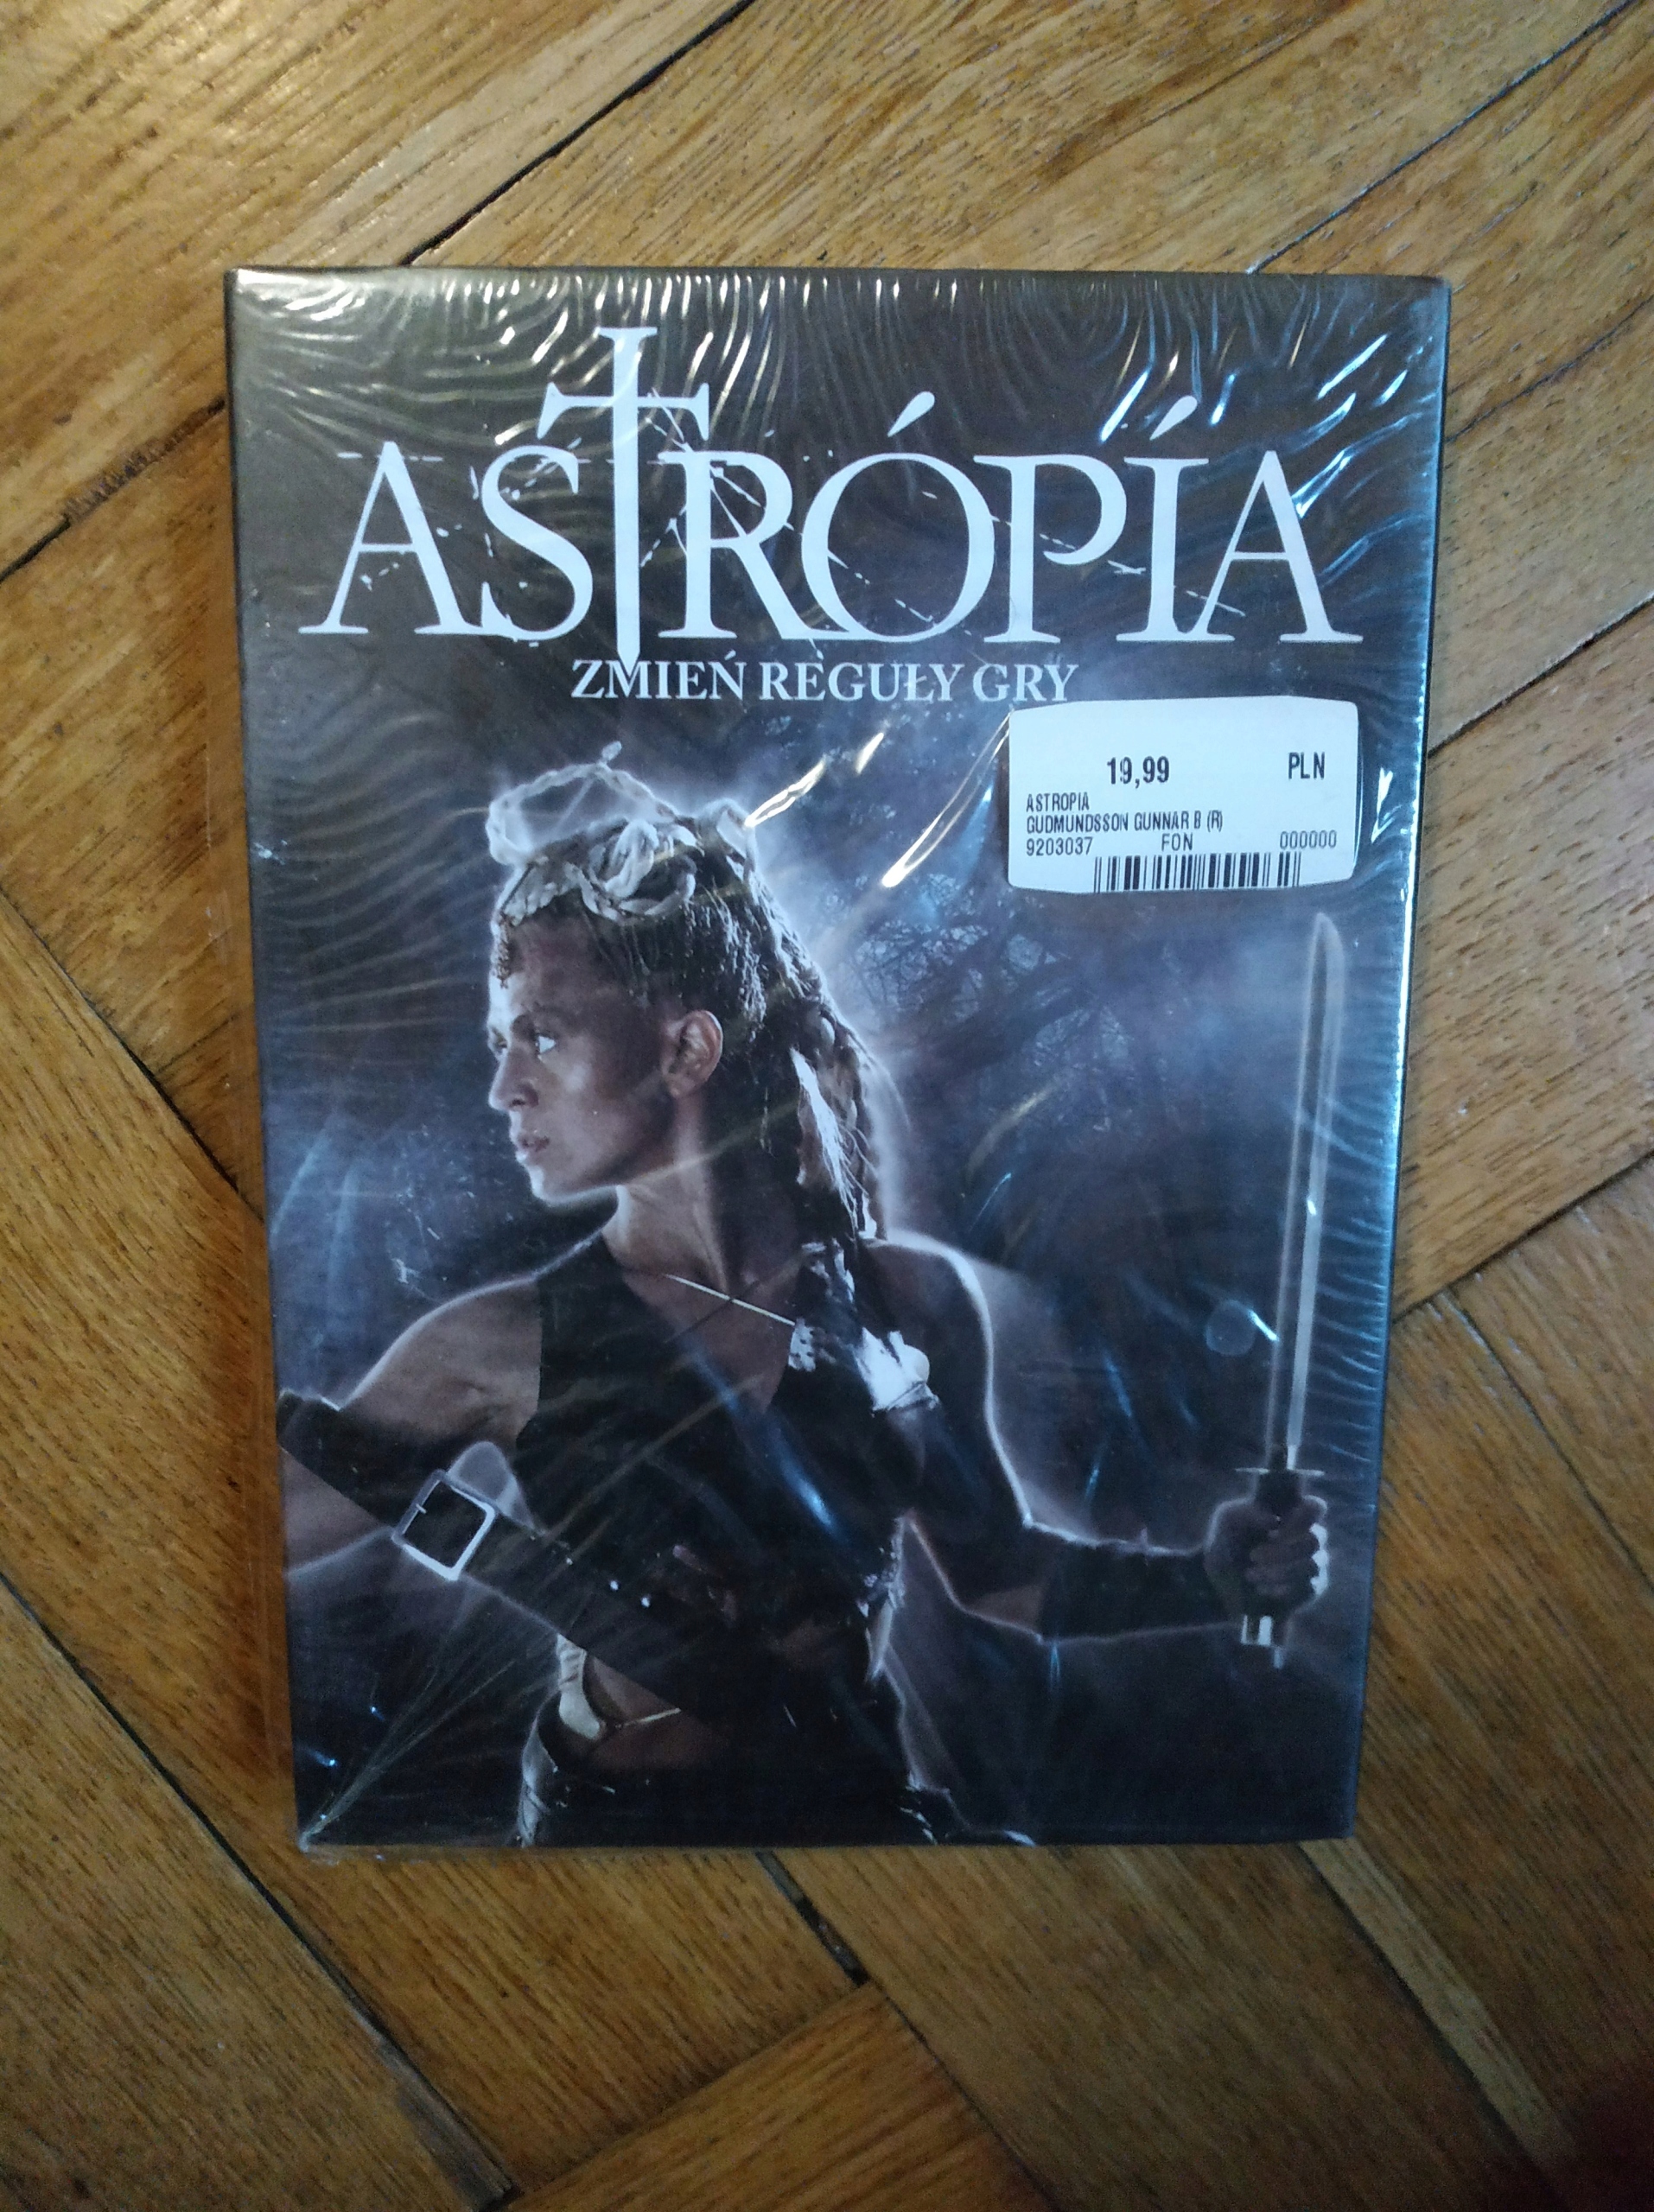 ASTRÓPÍA
ZMIEŃ REGUŁY GRY
19,99 PLN
ASTROPIA
GUDMUNDSSON GUNNAR B (R)
9203037 FON 000000